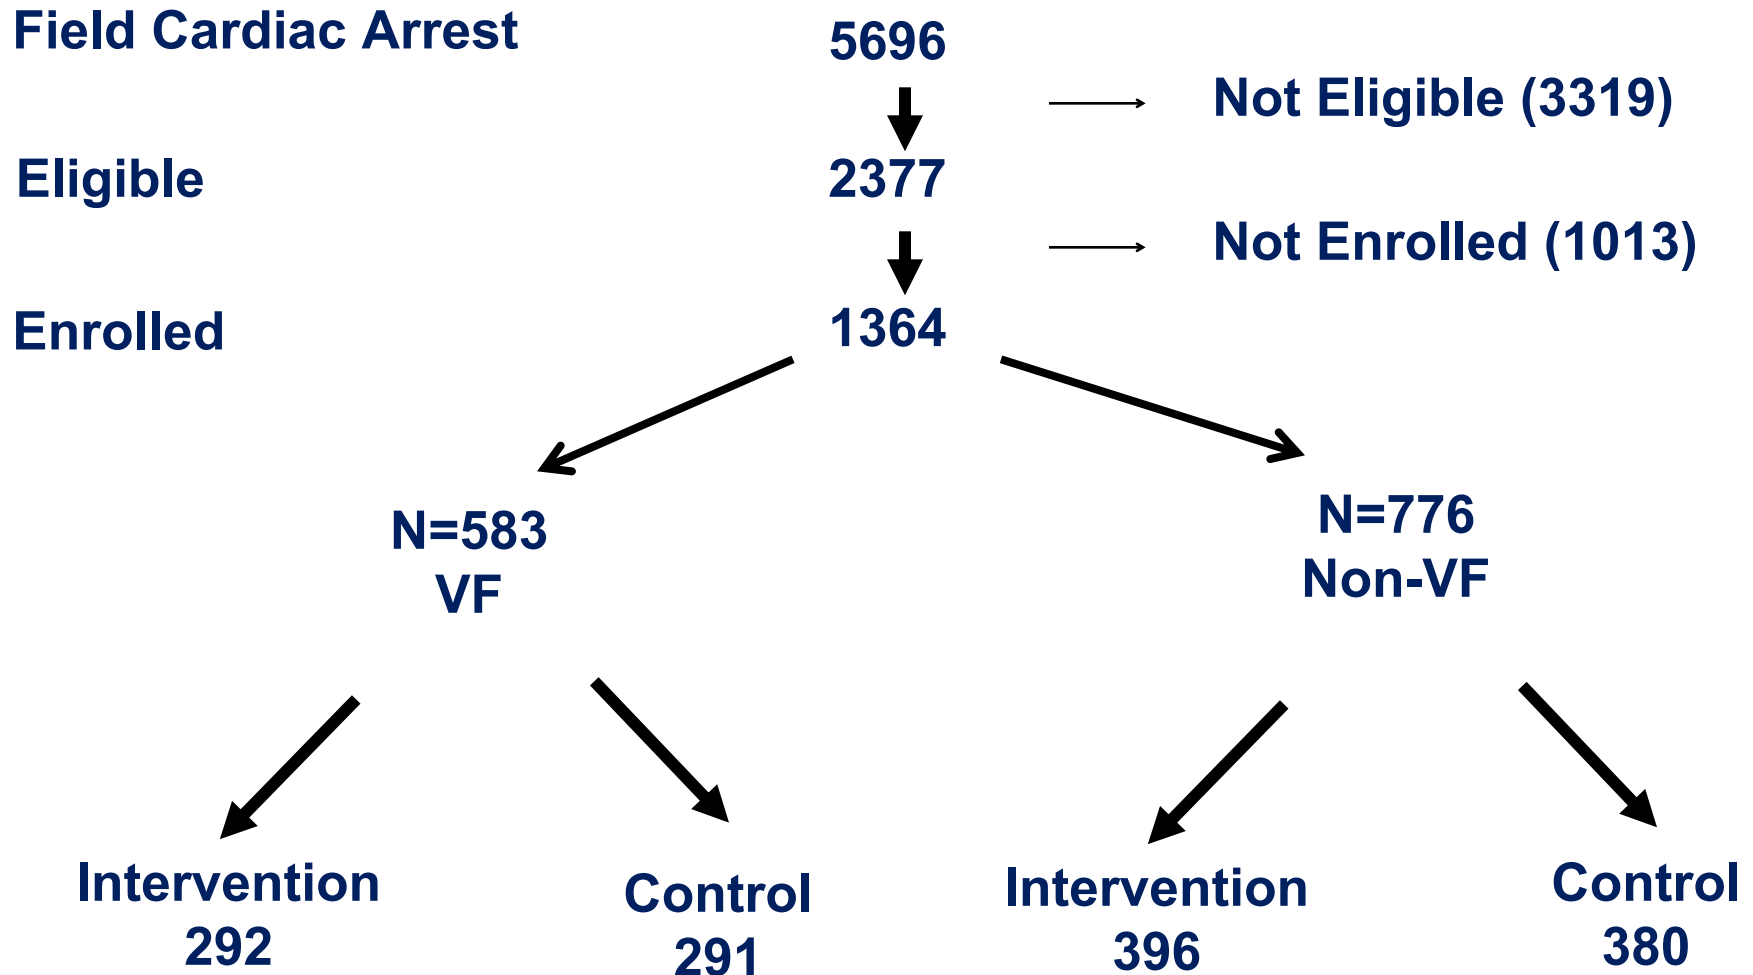 Field Cardiac Arrest
5696
Not Eligible (3319)
Eligible
2377
Not Enrolled (1013)
Enrolled
1364
N=583
VF
N=776
Non-VF
Intervention
292
Control
291
Intervention
396
Control
380